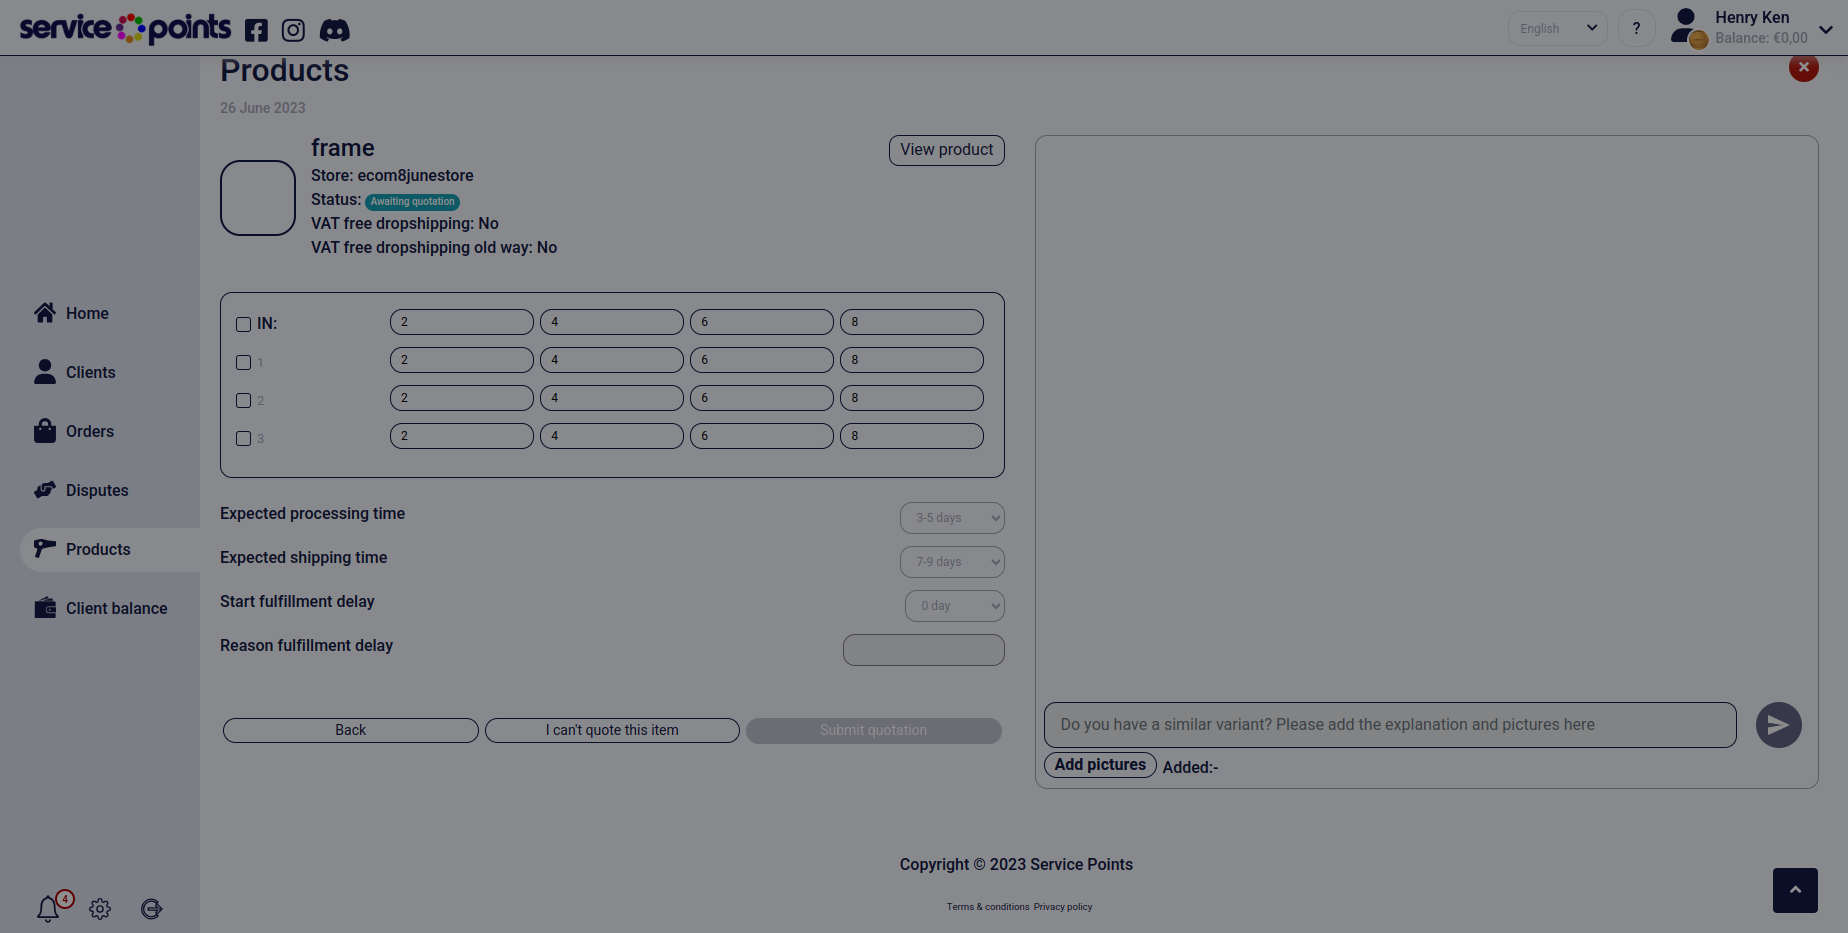 service points
English
?
Henry Ken
Balance: €0,00
Products
26 June 2023
frame
View product
Store: ecom8junestore
Status: Awaiting quotation
VAT free dropshipping: No
VAT free dropshipping old way: No
Home
Clients
Orders
Disputes
Products
Client balance
IN: 2 4 6 8
1 2 4 6 8
2 2 4 6 8
3 2 4 6 8
Expected processing time 3-5 days
Expected shipping time 7-9 days
Start fulfillment delay 0 day
Reason fulfillment delay
Back I can't quote this item Submit quotation
Do you have a similar variant? Please add the explanation and pictures here
Add pictures Added:-
Copyright © 2023 Service Points
Terms & conditions Privacy policy
4